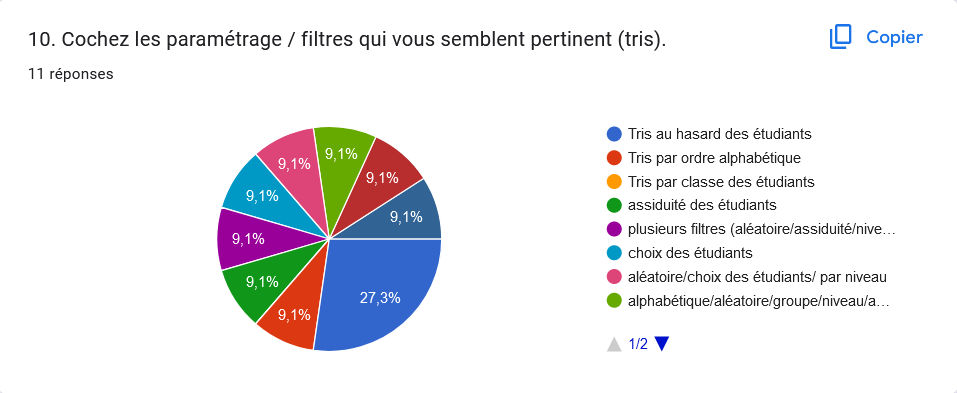 10. Cochez les paramétrage / filtres qui vous semblent pertinent (tris).
Copier
11 réponses
9,1%
9,1%
9,1%
9,1%
9,1%
9,1%
9,1%
9,1%
27,3%
Tris au hasard des étudiants
Tris par ordre alphabétique
Tris par classe des étudiants
assiduité des étudiants
plusieurs filtres (aléatoire/assiduité/nive…
choix des étudiants
aléatoire/choix des étudiants/ par niveau
alphabétique/aléatoire/groupe/niveau/a…
1/2